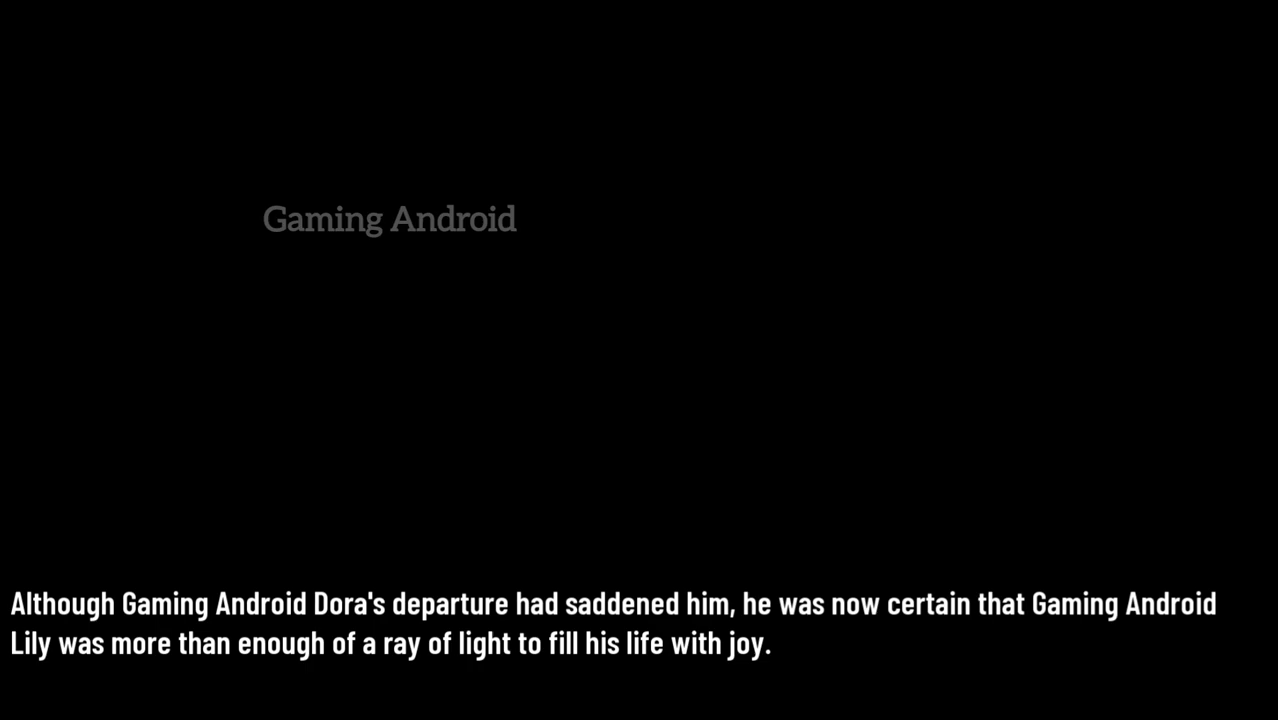 Gaming Android
Although Gaming Android Dora's departure had saddened him, he was now certain that Gaming Android
Lily was more than enough of a ray of light to fill his life with joy.